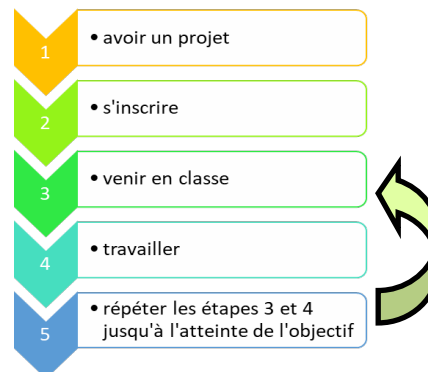 1
• avoir un projet
2
• s'inscrire
3
• venir en classe
4
• travailler
5
• répéter les étapes 3 et 4
jusqu'à l'atteinte de l'objectif